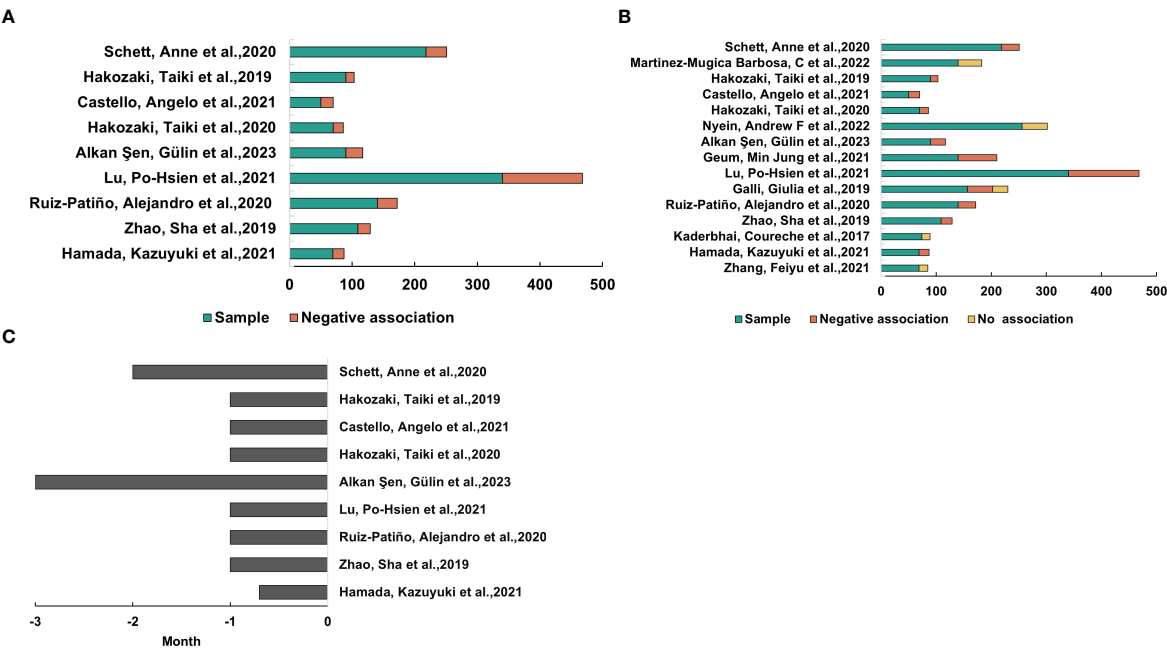 A
Schett, Anne et al.,2020
Hakozaki, Taiki et al.,2019
Castello, Angelo et al.,2021
Hakozaki, Taiki et al.,2020
Alkan Şen, Gülin et al.,2023
Lu, Po-Hsien et al.,2021
Ruiz-Patiño, Alejandro et al.,2020
Zhao, Sha et al.,2019
Hamada, Kazuyuki et al.,2021
0 100 200 300 400 500
Sample Negative association
B
Schett, Anne et al.,2020
Martinez-Mugica Barbosa, C et al.,2022
Hakozaki, Taiki et al.,2019
Castello, Angelo et al.,2021
Hakozaki, Taiki et al.,2020
Nyein, Andrew F et al.,2022
Alkan Şen, Gülin et al.,2023
Geum, Min Jung et al.,2021
Lu, Po-Hsien et al.,2021
Galli, Giulia et al.,2019
Ruiz-Patiño, Alejandro et al.,2020
Zhao, Sha et al.,2019
Kaderbhai, Coureche et al.,2017
Hamada, Kazuyuki et al.,2021
Zhang, Feiyu et al.,2021
0 100 200 300 400 500
Sample Negative association No association
C
Schett, Anne et al.,2020
Hakozaki, Taiki et al.,2019
Castello, Angelo et al.,2021
Hakozaki, Taiki et al.,2020
Alkan Şen, Gülin et al.,2023
Lu, Po-Hsien et al.,2021
Ruiz-Patiño, Alejandro et al.,2020
Zhao, Sha et al.,2019
Hamada, Kazuyuki et al.,2021
-3 -2 -1 0
Month